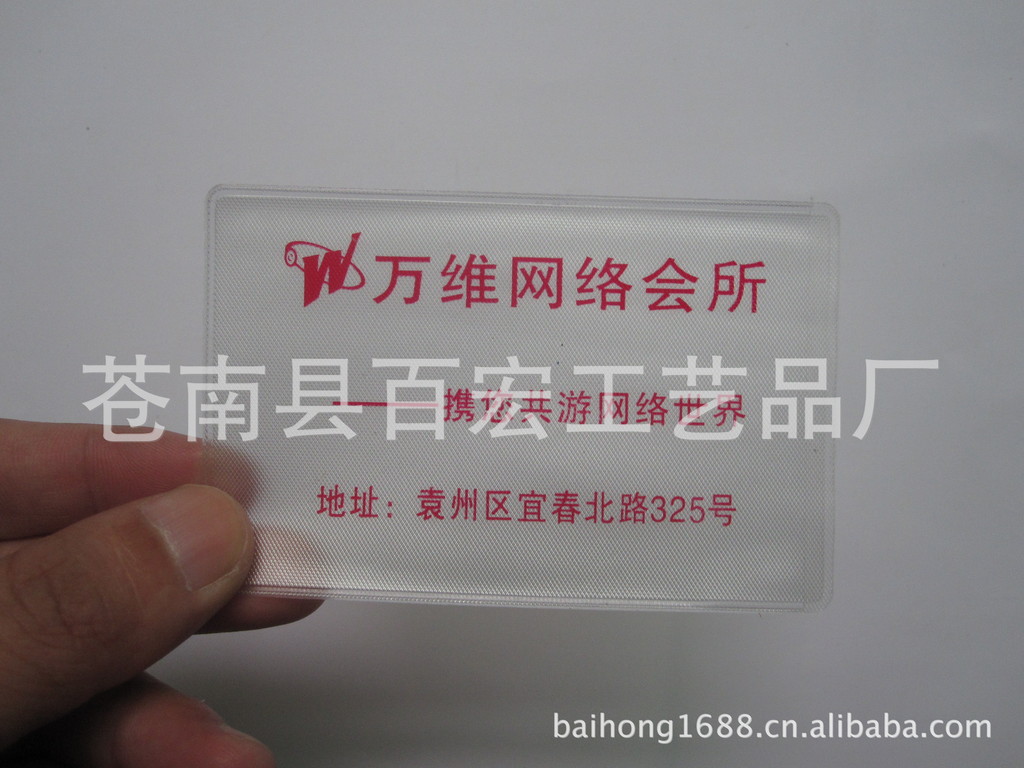 万维网络会所
苍南县百宏工艺品厂
——携您共游网络世界
地址：袁州区宜春北路325号
baihong1688.cn.alibaba.com